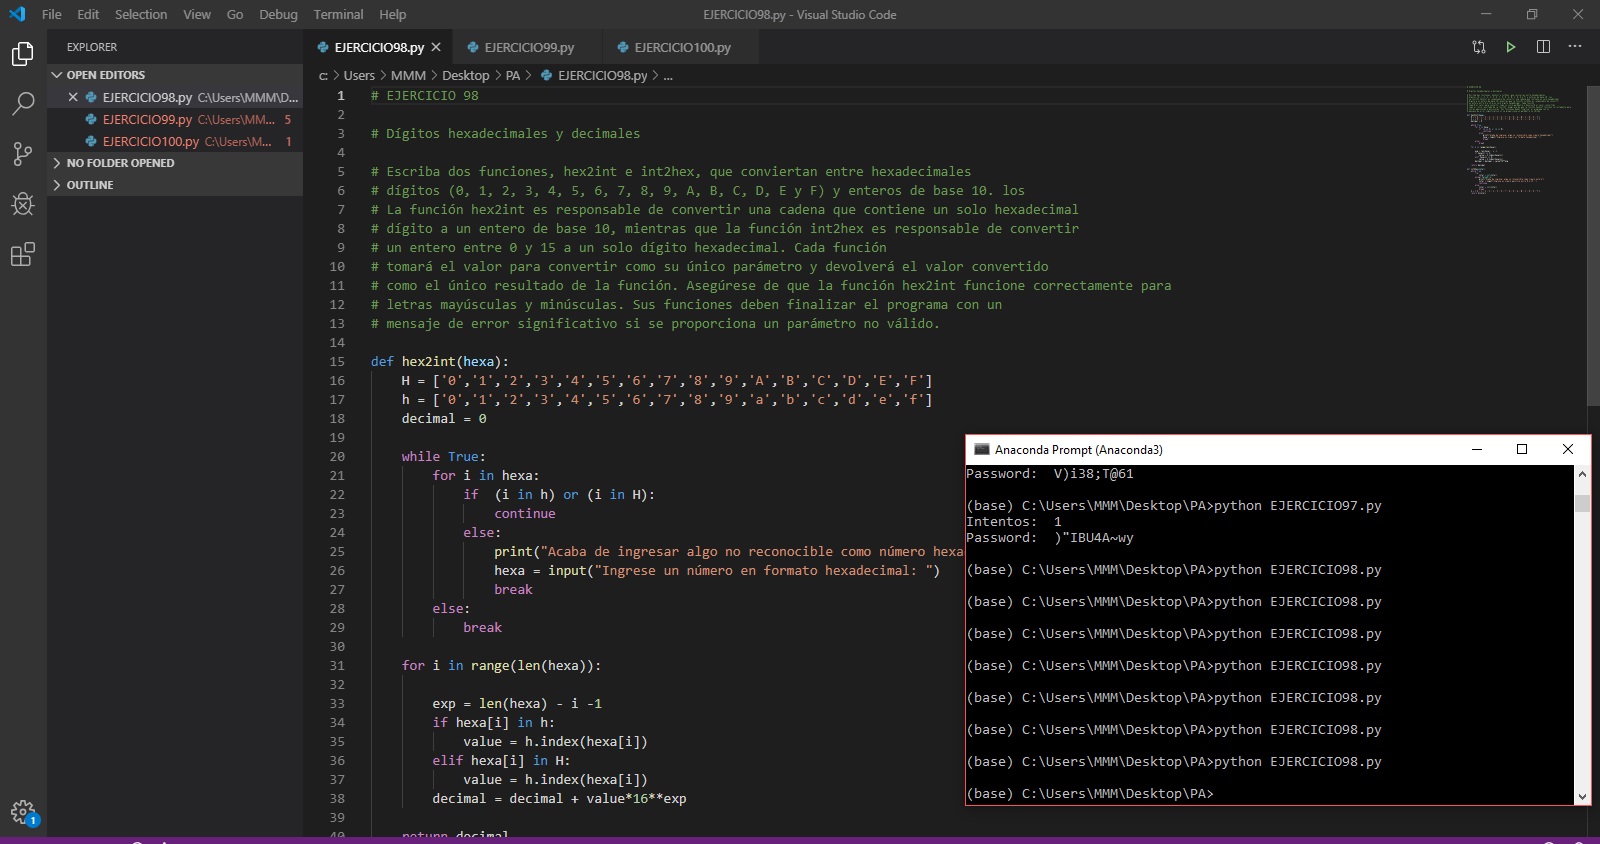 File Edit Selection View Go Debug Terminal Help
EJERCICIO98.py - Visual Studio Code
EXPLORER
OPEN EDITORS
EJERCICIO98.py C:\Users\MMM\D...
EJERCICIO99.py C:\Users\MM... 5
EJERCICIO100.py C:\Users\M... 1
NO FOLDER OPENED
OUTLINE
1
EJERCICIO98.py EJERCICIO99.py EJERCICIO100.py
C: > Users > MMM > Desktop > PA > EJERCICIO98.py > ...
1 # EJERCICIO 98
2
3 # Dígitos hexadecimales y decimales
4
5 # Escriba dos funciones, hex2int e int2hex, que conviertan entre hexadecimales
6 # dígitos (0, 1, 2, 3, 4, 5, 6, 7, 8, 9, A, B, C, D, E y F) y enteros de base 10. los
7 # La función hex2int es responsable de convertir una cadena que contiene un solo hexadecimal
8 # dígito a un entero de base 10, mientras que la función int2hex es responsable de convertir
9 # un entero entre 0 y 15 a un solo dígito hexadecimal. Cada función
10 # tomará el valor para convertir como su único parámetro y devolverá el valor convertido
11 # como el único resultado de la función. Asegúrese de que la función hex2int funcione correctamente para
12 # letras mayúsculas y minúsculas. Sus funciones deben finalizar el programa con un
13 # mensaje de error significativo si se proporciona un parámetro no válido.
14
15 def hex2int(hexa):
16 H = ['0','1','2','3','4','5','6','7','8','9','A','B','C','D','E','F']
17 h = ['0','1','2','3','4','5','6','7','8','9','a','b','c','d','e','f']
18 decimal = 0
19
20 while True:
21 for i in hexa:
22 if (i in h) or (i in H):
23 continue
24 else:
25 print("Acaba de ingresar algo no reconocible como número hexa
26 hexa = input("Ingrese un número en formato hexadecimal: ")
27 break
28 else:
29 break
30
31 for i in range(len(hexa)):
32
33 exp = len(hexa) - i -1
34 if hexa[i] in h:
35 value = h.index(hexa[i])
36 elif hexa[i] in H:
37 value = h.index(hexa[i])
38 decimal = decimal + value*16**exp
39
40 return decimal
Anaconda Prompt (Anaconda3)
Password: V)i38;T@61
(base) C:\Users\MMM\Desktop\PA>python EJERCICIO97.py
Intentos: 1
Password: )"IBU4A~wy
(base) C:\Users\MMM\Desktop\PA>python EJERCICIO98.py
(base) C:\Users\MMM\Desktop\PA>python EJERCICIO98.py
(base) C:\Users\MMM\Desktop\PA>python EJERCICIO98.py
(base) C:\Users\MMM\Desktop\PA>python EJERCICIO98.py
(base) C:\Users\MMM\Desktop\PA>python EJERCICIO98.py
(base) C:\Users\MMM\Desktop\PA>python EJERCICIO98.py
(base) C:\Users\MMM\Desktop\PA>python EJERCICIO98.py
(base) C:\Users\MMM\Desktop\PA>